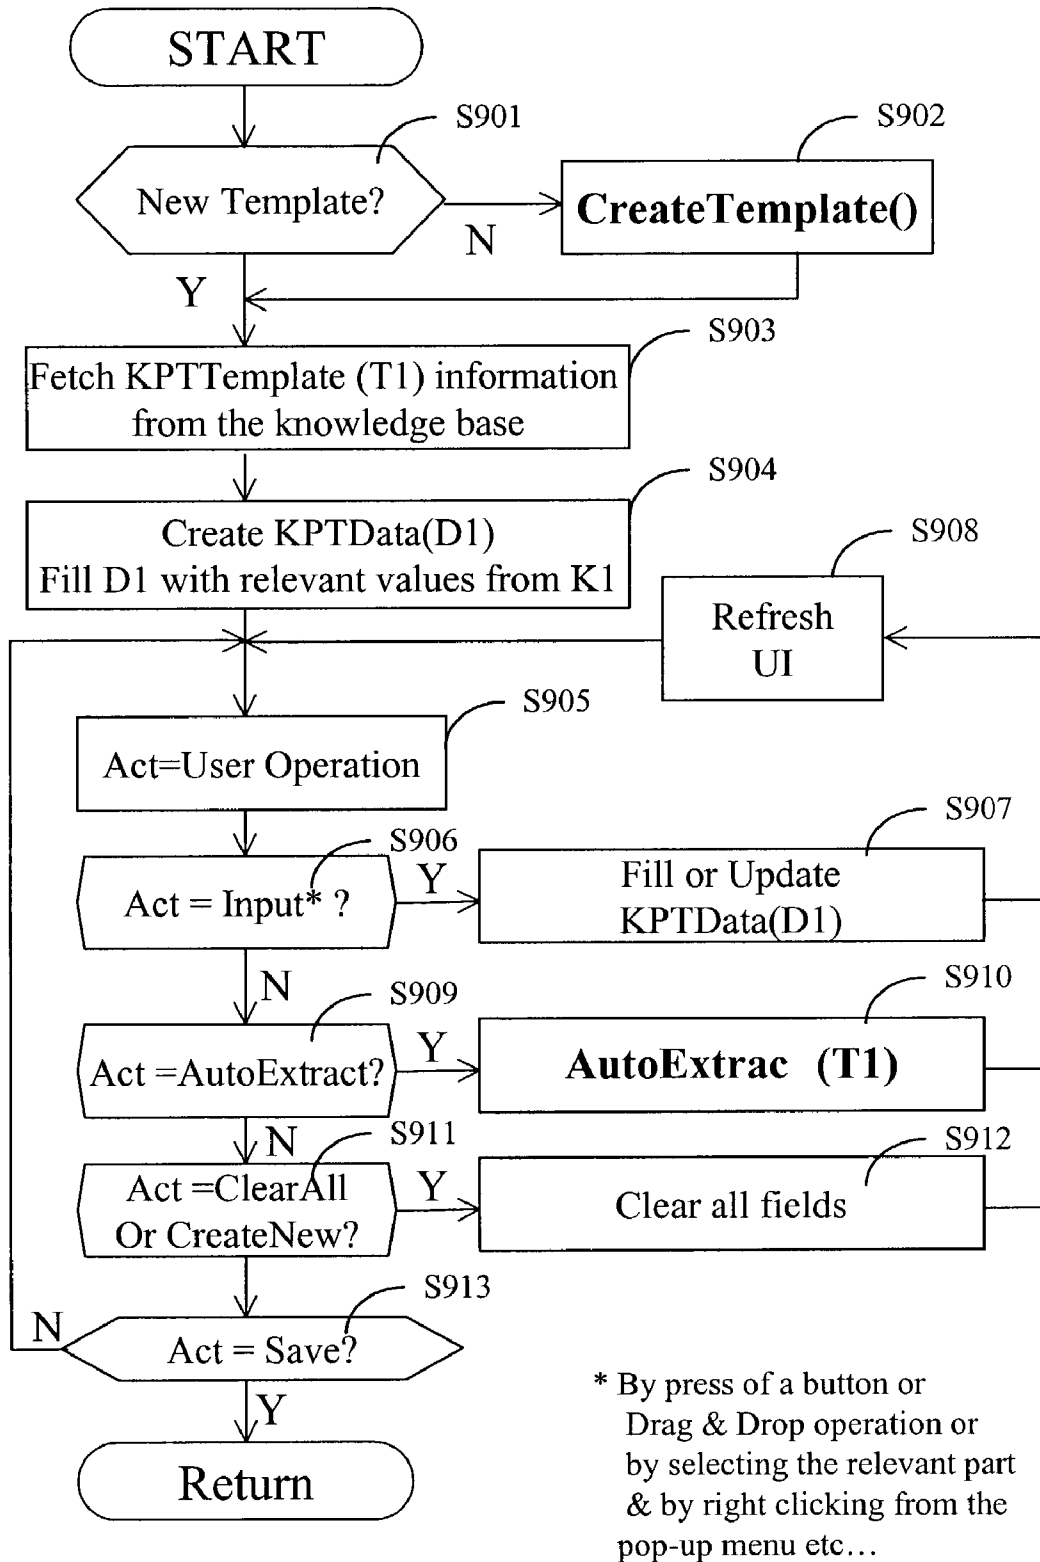 START
S901
New Template?
N
S902
CreateTemplate()
Y
S903
Fetch KPTTemplate (T1) information
from the knowledge base
S904
Create KPTData(D1)
Fill D1 with relevant values from K1
S908
Refresh
UI
S905
Act=User Operation
S906
Act = Input* ?
Y
S907
Fill or Update
KPTData(D1)
N
S909
Act =AutoExtract?
Y
S910
AutoExtrac (T1)
N
S911
Act =ClearAll
Or CreateNew?
Y
S912
Clear all fields
S913
N
Act = Save?
Y
Return
* By press of a button or
Drag & Drop operation or
by selecting the relevant part
& by right clicking from the
pop-up menu etc…